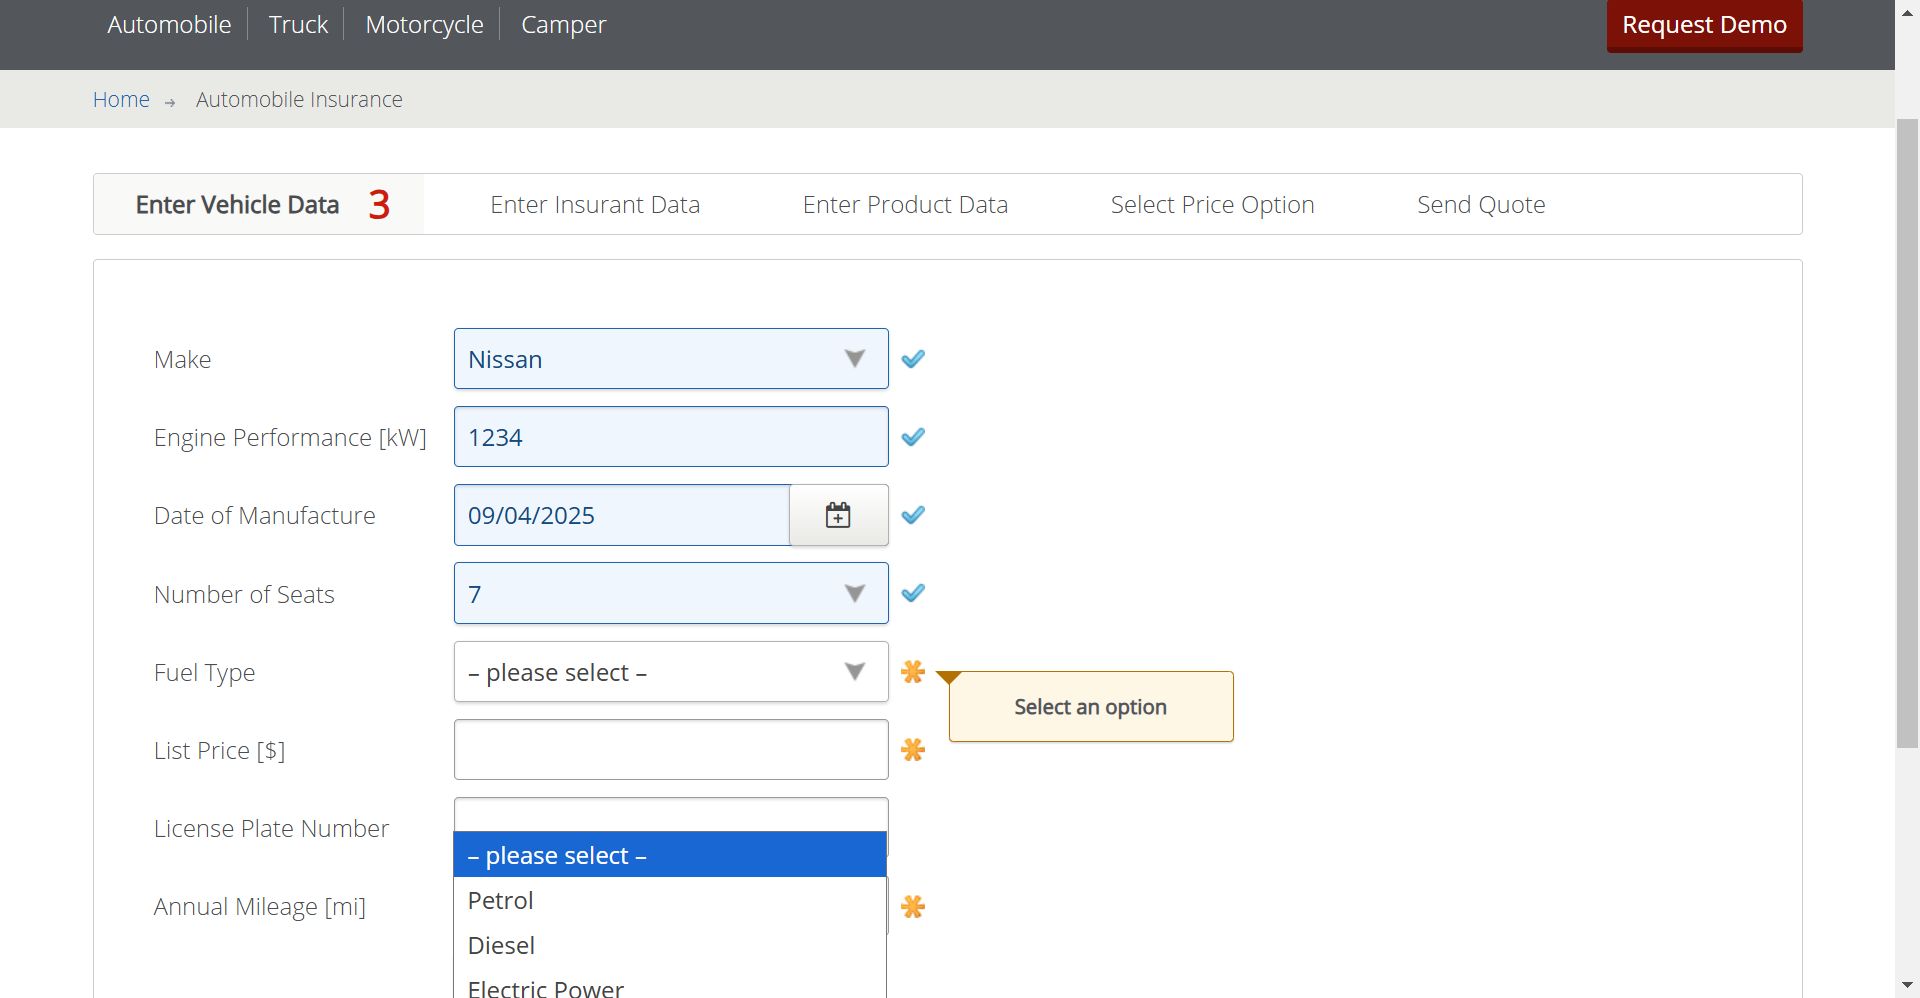 Automobile
Truck
Motorcycle
Camper
Request Demo
Home → Automobile Insurance
Enter Vehicle Data 3
Enter Insurant Data
Enter Product Data
Select Price Option
Send Quote
Make
Nissan
Engine Performance [kW]
1234
Date of Manufacture
09/04/2025
Number of Seats
7
Fuel Type
– please select –
Select an option
List Price [$]
License Plate Number
– please select –
Petrol
Annual Mileage [mi]
Diesel
Electric Power